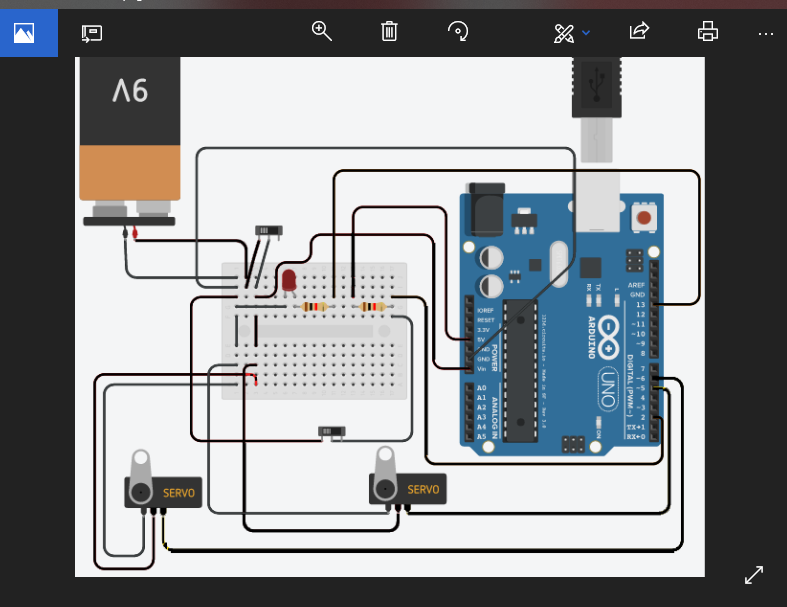 9V
AREF
GND
13
12
~11
~10
~9
8
IOREF
RESET
3.3V
5V
GND
Vin
POWER
ARDUINO
UNO
DIGITAL (PWM~)
7
~6
~5
4
~3
2
TX→1
RX←0
A0
A1
A2
A3
A4
A5
ANALOG IN
RX
TX
L
ON
SERVO
SERVO